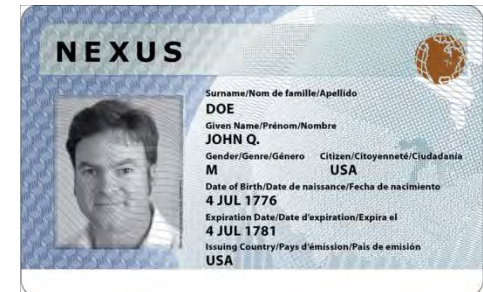 NEXUS
Surname/Nom de famille/Apellido
DOE
Given Name/Prénom/Nombre
JOHN Q.
Gender/Genre/Género Citizen/Citoyenneté/Ciudadania
M USA
Date of Birth/Date de naissance/Fecha de nacimiento
4 JUL 1776
Expiration Date/Date d'expiration/Expira el
4 JUL 1781
Issuing Country/Pays d'émission/Pais de emisión
USA